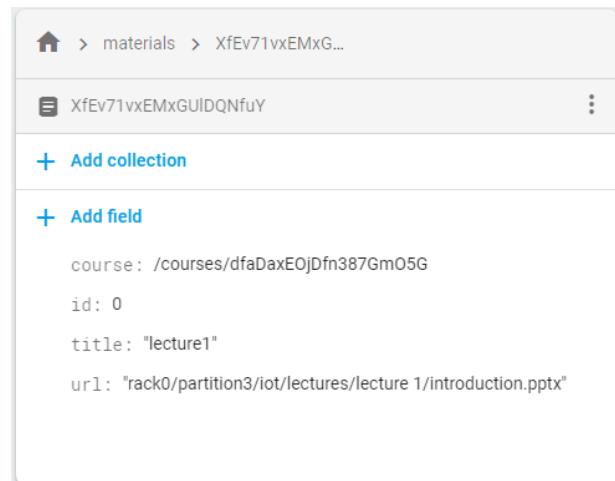 materials > XfEv71vxEMxG...
XfEv71vxEMxGUlDQNfuY
+ Add collection
+ Add field
course: /courses/dfaDaxEOjDfn387GmO5G
id: 0
title: "lecture1"
url: "rack0/partition3/iot/lectures/lecture 1/introduction.pptx"